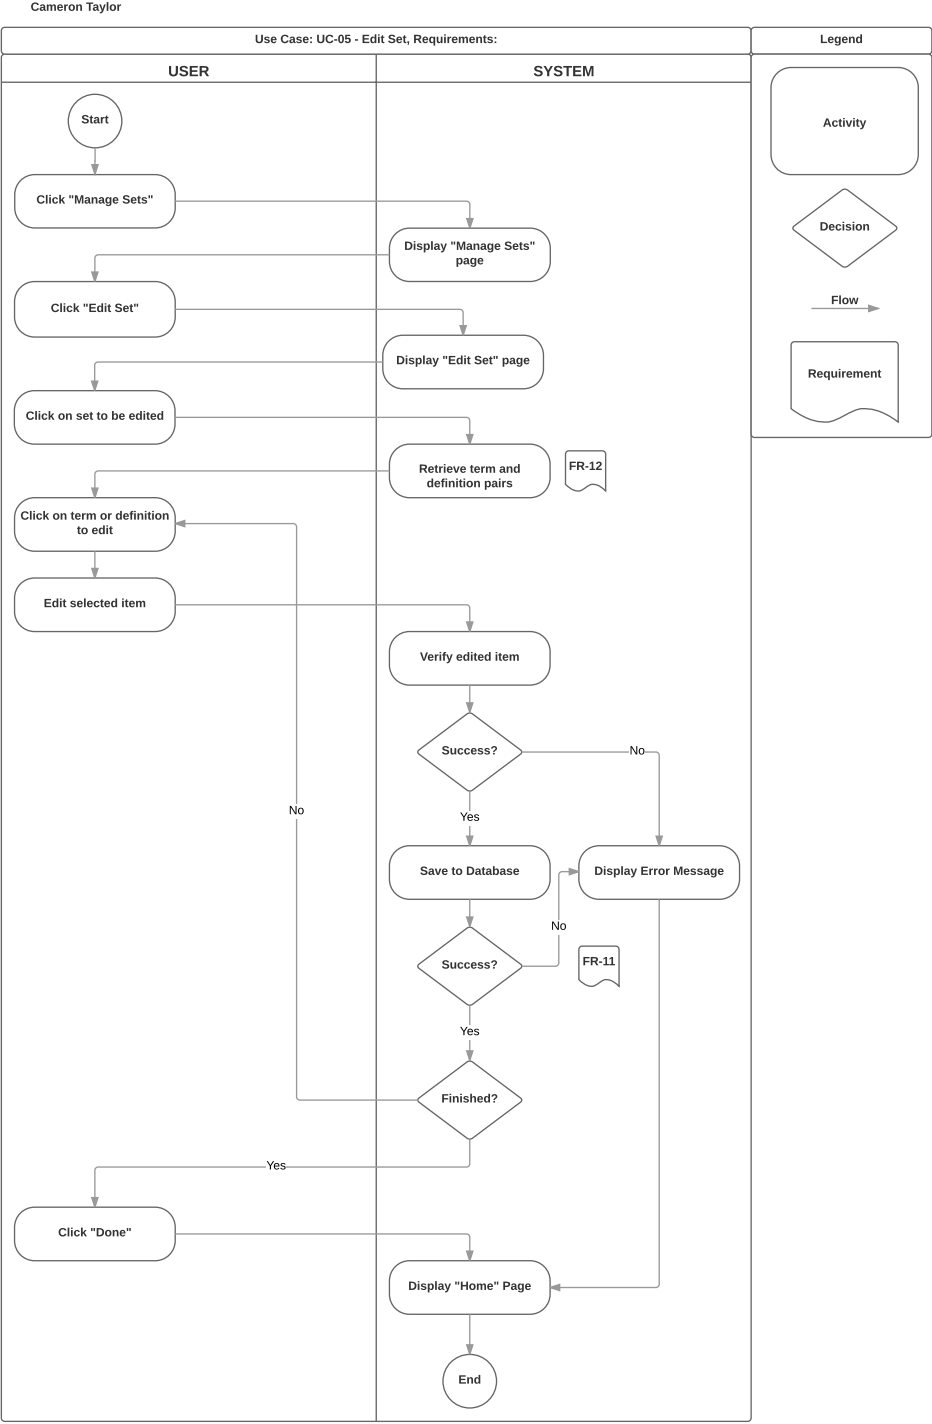 Cameron Taylor
Use Case: UC-05 - Edit Set, Requirements:
Legend
USER
SYSTEM
Start
Activity
Click "Manage Sets"
Decision
Display "Manage Sets"
page
Click "Edit Set"
Flow
Display "Edit Set" page
Requirement
Click on set to be edited
Retrieve term and
definition pairs
FR-12
Click on term or definition
to edit
Edit selected item
Verify edited item
Success?
No
No
Yes
Save to Database
Display Error Message
No
Success?
FR-11
Yes
Finished?
Yes
Click "Done"
Display "Home" Page
End